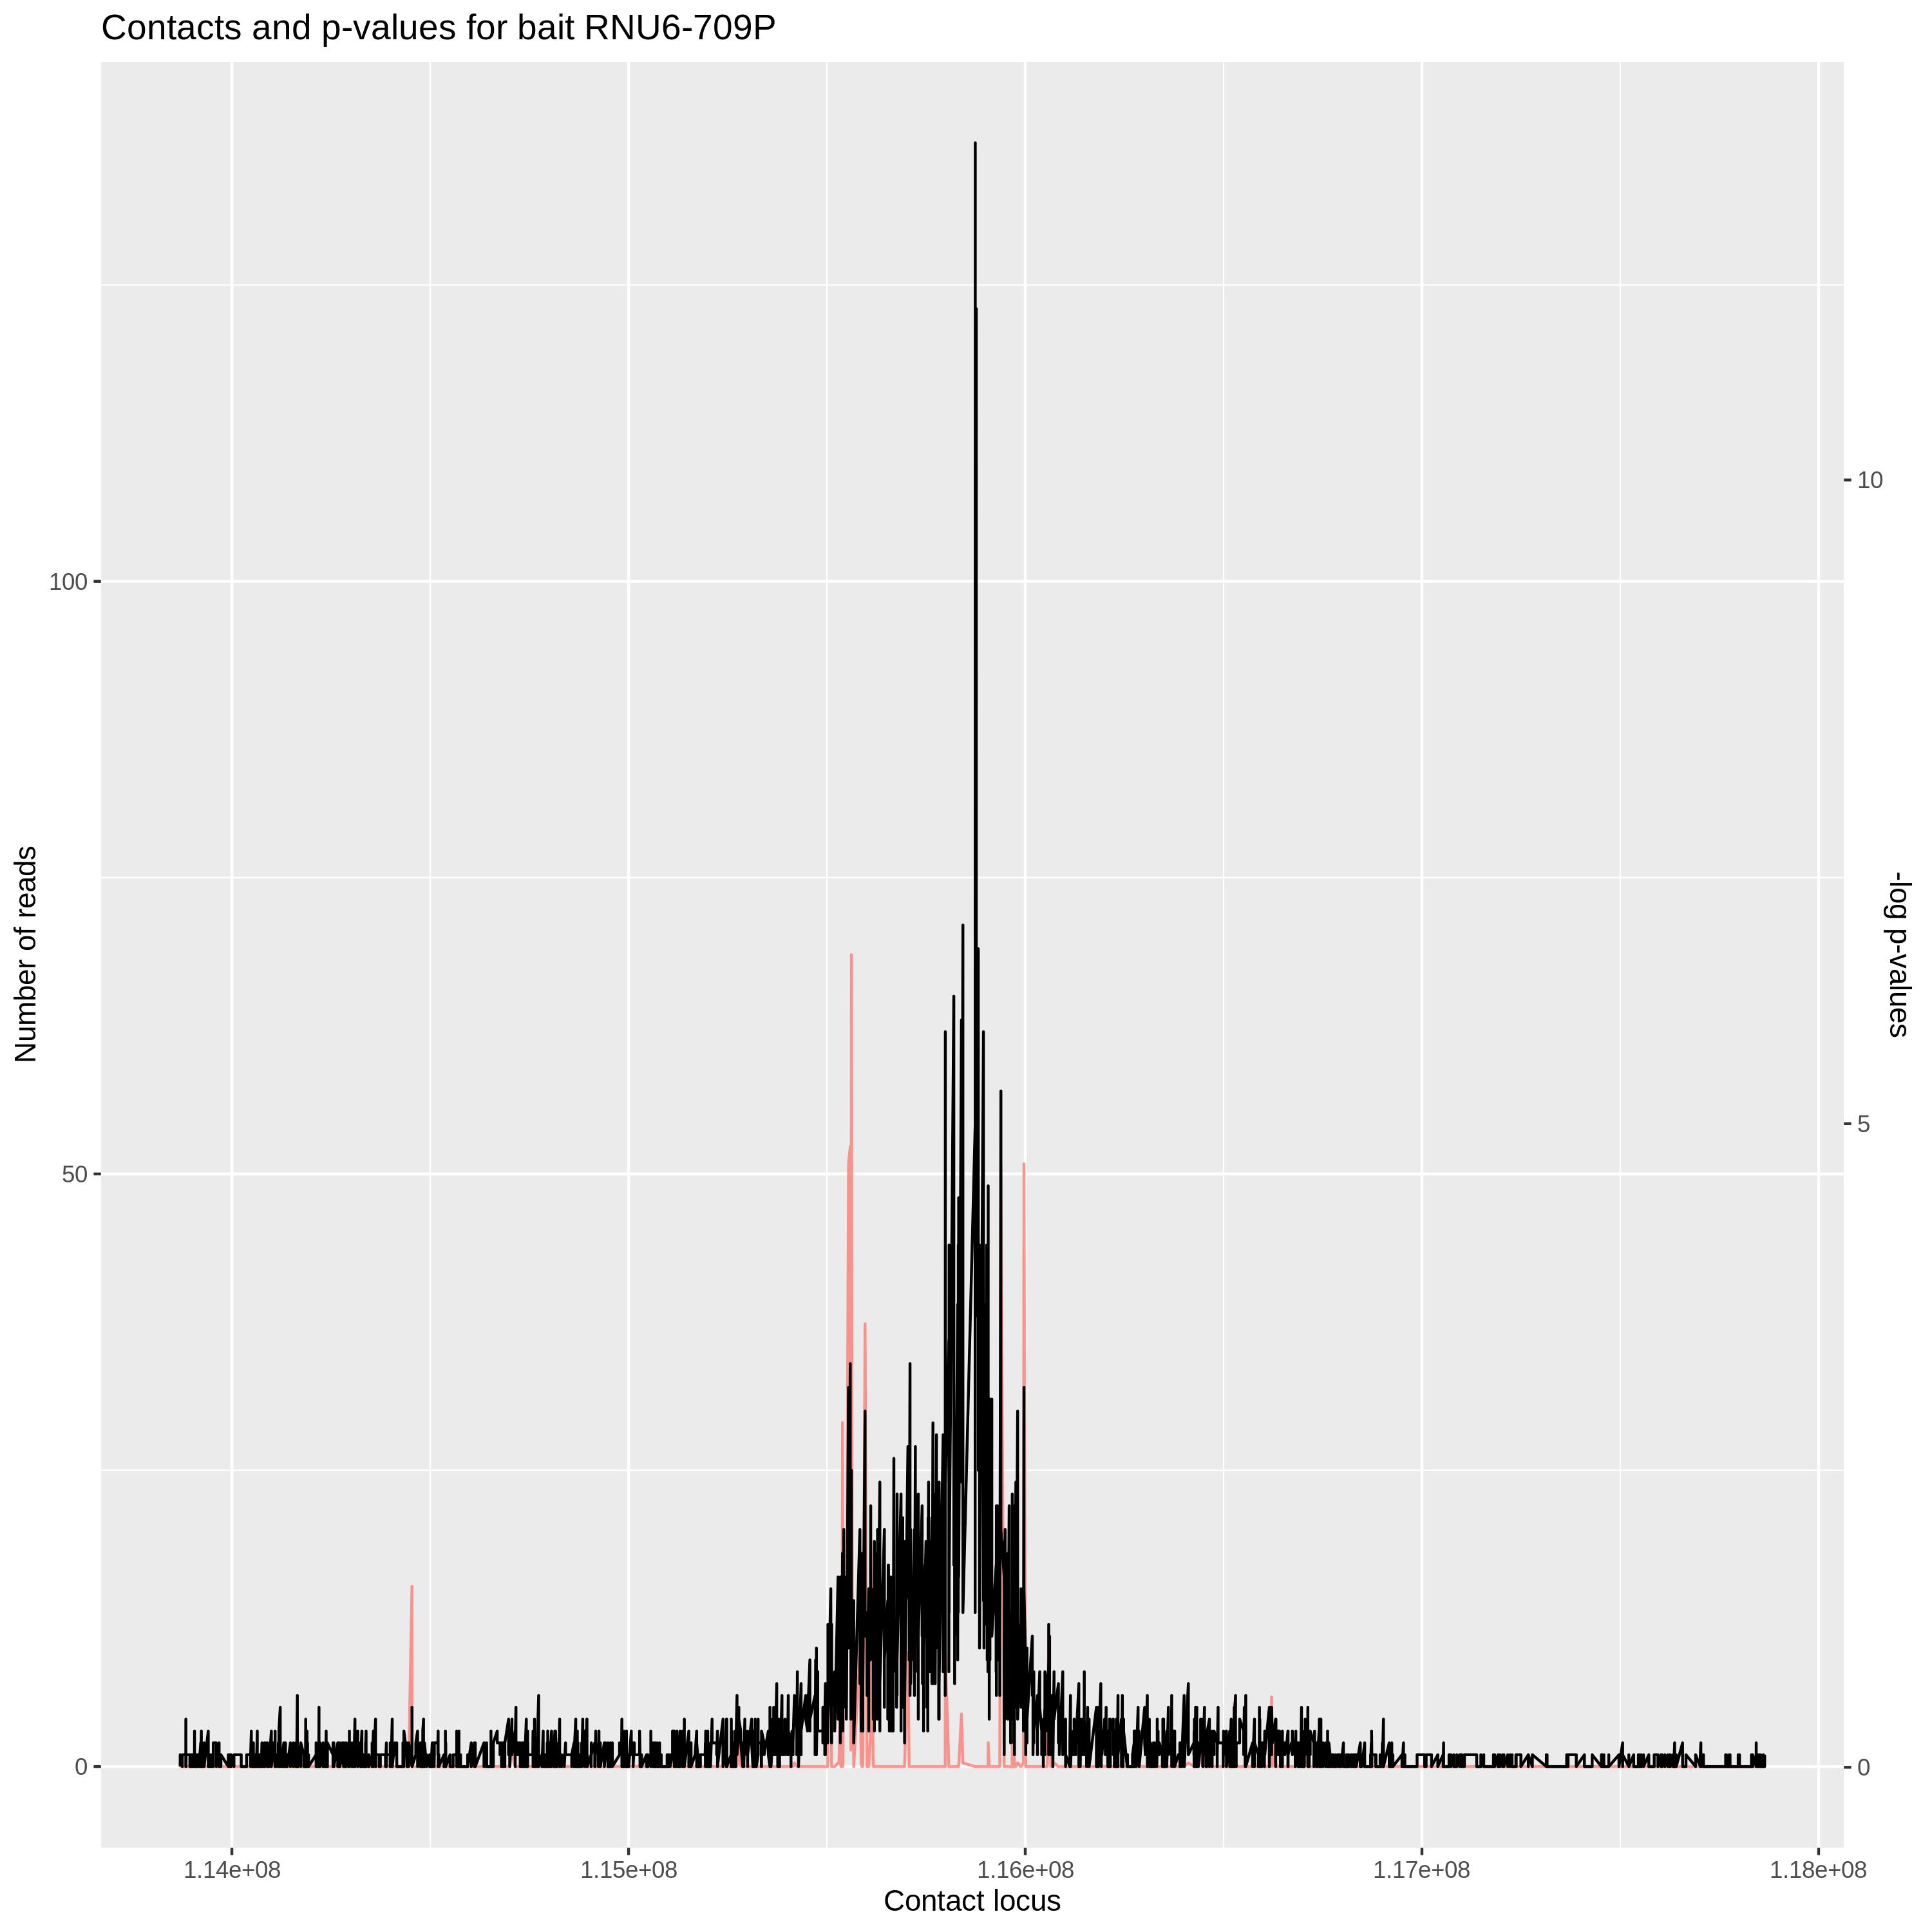 Contacts and p-values for bait RNU6-709P
100
50
0
Number of reads
10
5
0
-log p-values
1.14e+08
1.15e+08
1.16e+08
1.17e+08
1.18e+08
Contact locus